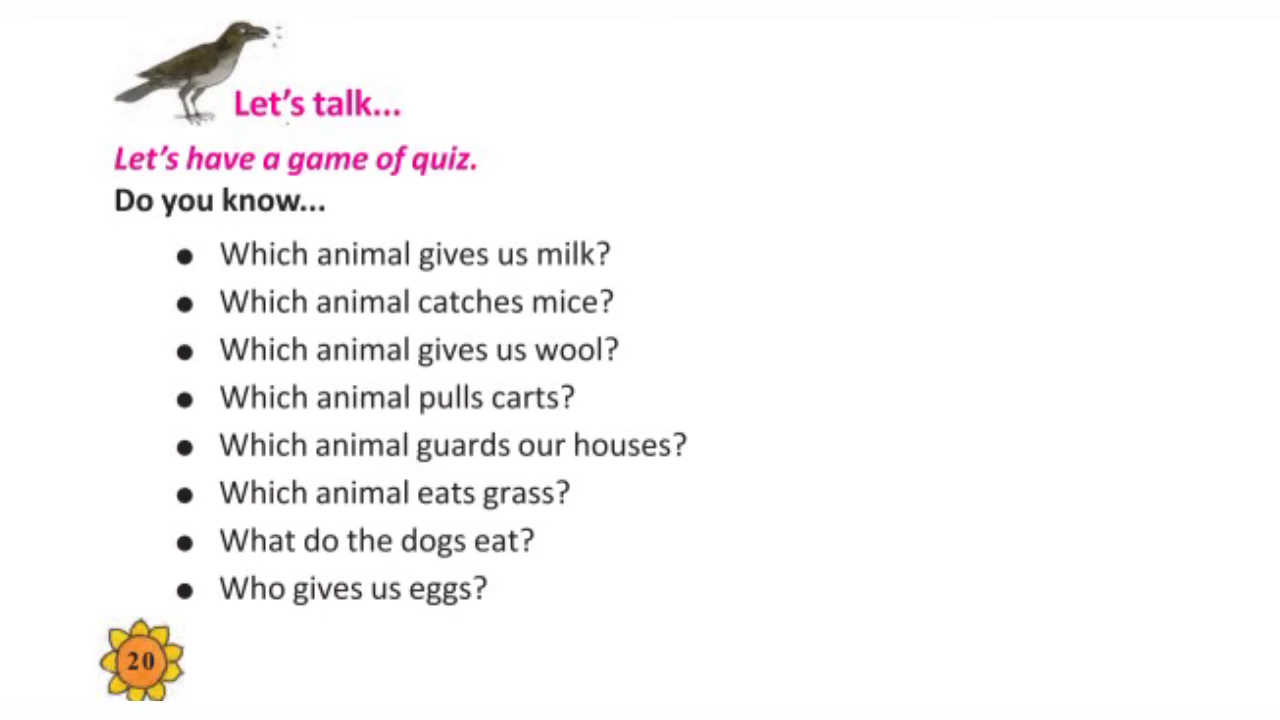 Let's talk...
Let's have a game of quiz.
Do you know...
● Which animal gives us milk?
● Which animal catches mice?
● Which animal gives us wool?
● Which animal pulls carts?
● Which animal guards our houses?
● Which animal eats grass?
● What do the dogs eat?
● Who gives us eggs?
20